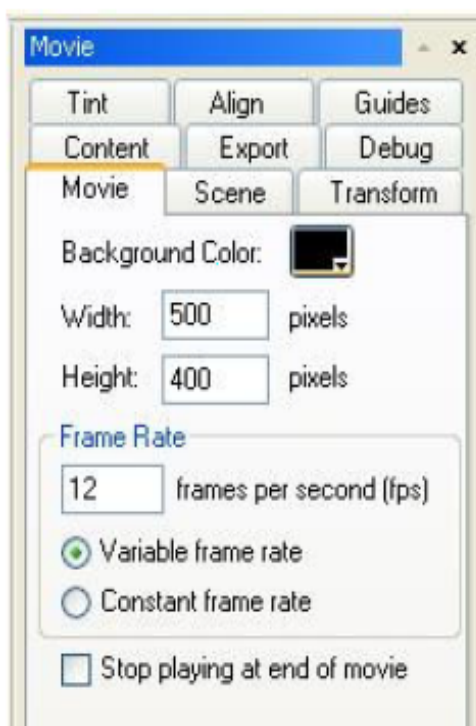 Movie
Tint Align Guides
Content Export Debug
Movie Scene Transform
Background Color:
Width: 500 pixels
Height: 400 pixels
Frame Rate
12 frames per second (fps)
Variable frame rate
Constant frame rate
Stop playing at end of movie